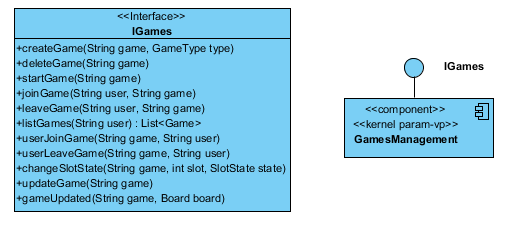 <<Interface>>
IGames
+createGame(String game, GameType type)
+deleteGame(String game)
+startGame(String game)
+joinGame(String user, String game)
+leaveGame(String user, String game)
+listGames(String user) : List<Game>
+userJoinGame(String game, String user)
+userLeaveGame(String game, String user)
+changeSlotState(String game, int slot, SlotState state)
+updateGame(String game)
+gameUpdated(String game, Board board)
IGames
<<component>>
<<kernel param-vp>>
GamesManagement